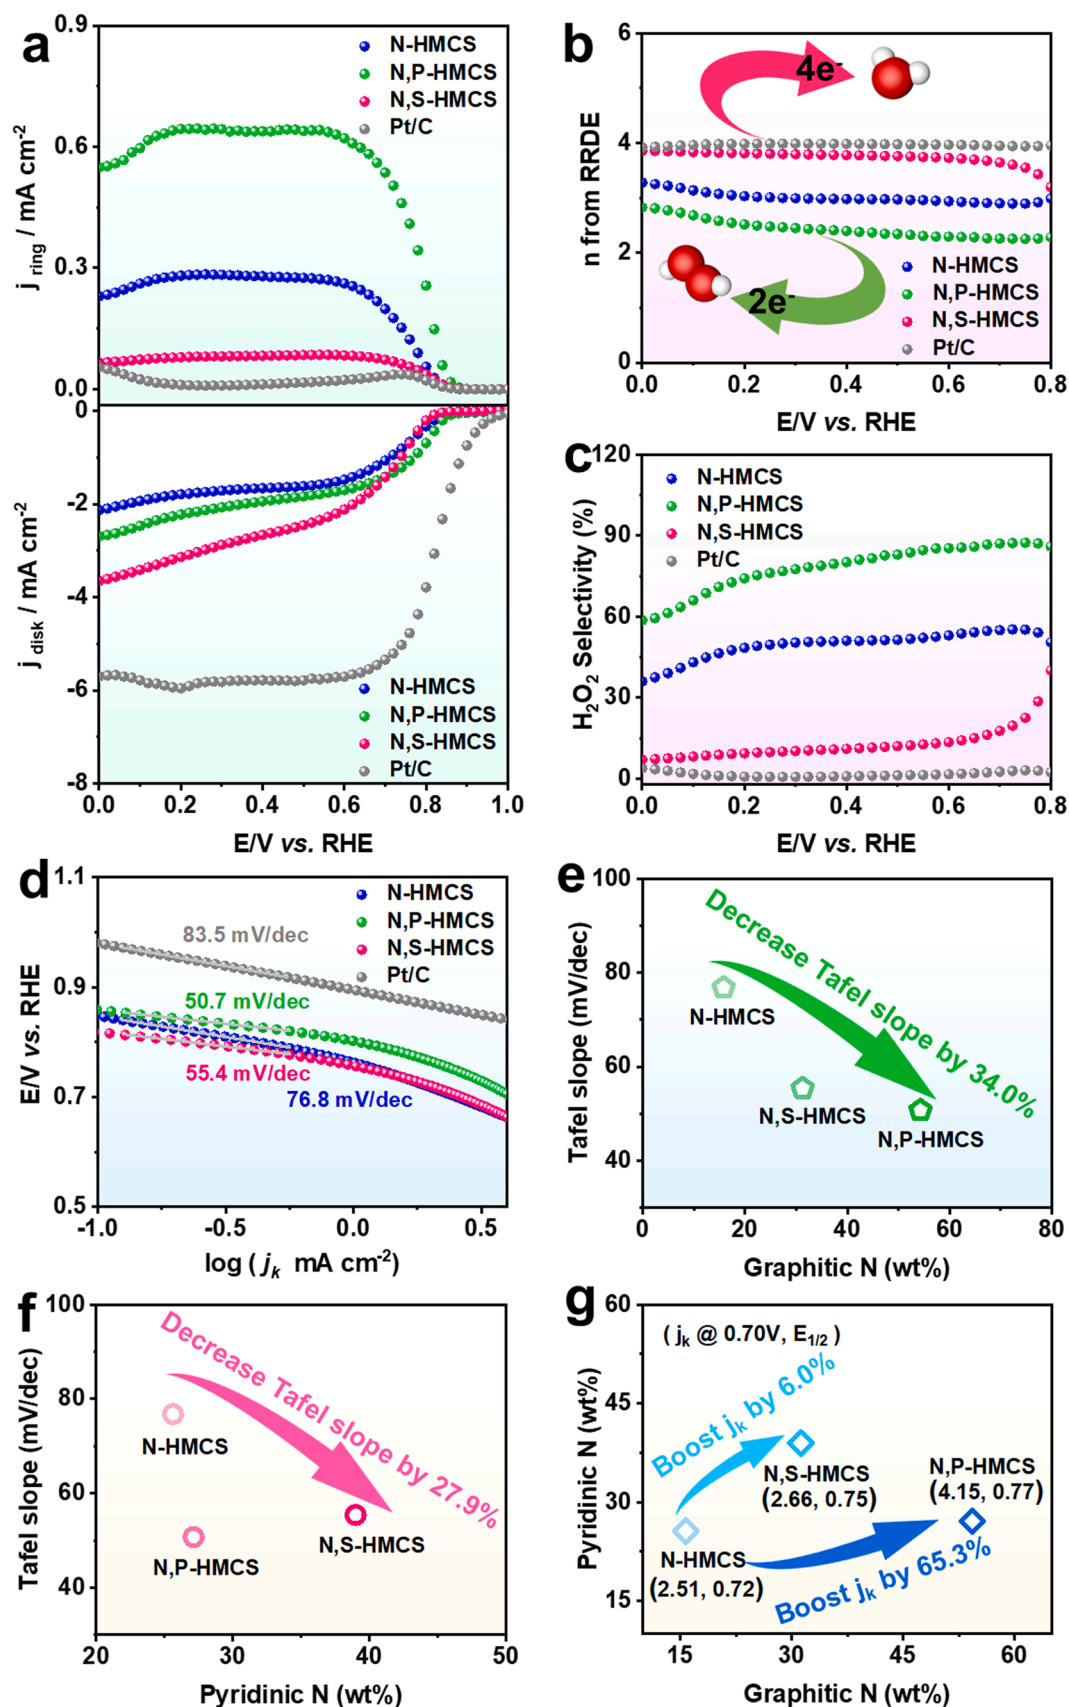 a
0.9
0.6
0.3
0.0
j ring / mA cm-2
N-HMCS
N,P-HMCS
N,S-HMCS
Pt/C
0
-2
-4
-6
-8
j disk / mA cm-2
N-HMCS
N,P-HMCS
N,S-HMCS
Pt/C
0.0 0.2 0.4 0.6 0.8 1.0
E/V vs. RHE
b
6
4
2
0
n from RRDE
4e-
2e-
N-HMCS
N,P-HMCS
N,S-HMCS
Pt/C
0.0 0.2 0.4 0.6 0.8
E/V vs. RHE
c
120
90
60
30
0
H2O2 Selectivity (%)
N-HMCS
N,P-HMCS
N,S-HMCS
Pt/C
0.0 0.2 0.4 0.6 0.8
E/V vs. RHE
d
1.1
0.9
0.7
0.5
E/V vs. RHE
N-HMCS
N,P-HMCS
N,S-HMCS
Pt/C
83.5 mV/dec
50.7 mV/dec
55.4 mV/dec
76.8 mV/dec
-1.0 -0.5 0.0 0.5
log ( jk mA cm-2)
e
100
80
60
40
Tafel slope (mV/dec)
Decrease Tafel slope by 34.0%
N-HMCS
N,S-HMCS
N,P-HMCS
0 20 40 60 80
Graphitic N (wt%)
f
100
80
60
40
Tafel slope (mV/dec)
Decrease Tafel slope by 27.9%
N-HMCS
N,S-HMCS
N,P-HMCS
20 30 40 50
Pyridinic N (wt%)
g
60
45
30
15
Pyridinic N (wt%)
( jk @ 0.70V, E1/2 )
Boost jk by 6.0%
N,S-HMCS
(2.66, 0.75)
N,P-HMCS
(4.15, 0.77)
N-HMCS
(2.51, 0.72)
Boost jk by 65.3%
15 30 45 60
Graphitic N (wt%)